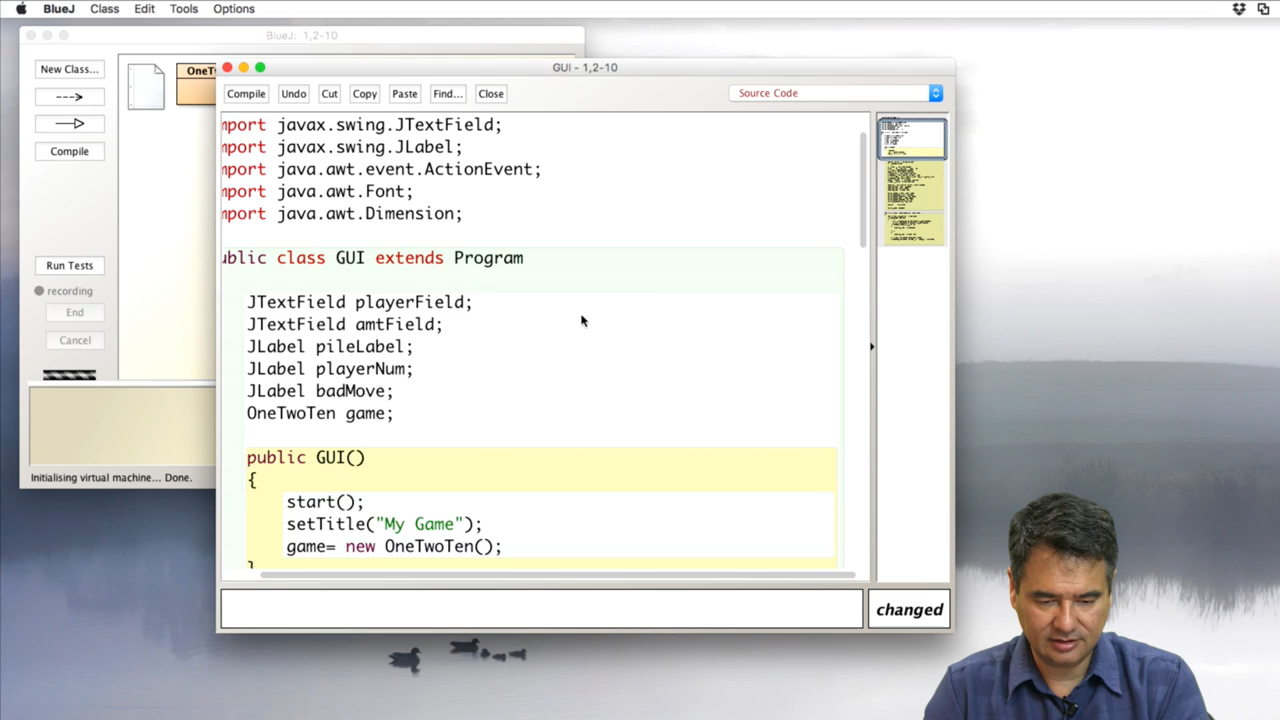 BlueJ Class Edit Tools Options
BlueJ: 1,2-10
New Class...
--->
Compile
Run Tests
recording
End
Cancel
Initialising virtual machine... Done.
OneTw
GUI - 1,2-10
Compile Undo Cut Copy Paste Find... Close Source Code
mport javax.swing.JTextField;
mport javax.swing.JLabel;
mport java.awt.event.ActionEvent;
mport java.awt.Font;
mport java.awt.Dimension;
ublic class GUI extends Program
JTextField playerField;
JTextField amtField;
JLabel pileLabel;
JLabel playerNum;
JLabel badMove;
OneTwoTen game;
public GUI()
{
start();
setTitle("My Game");
game= new OneTwoTen();
}
changed